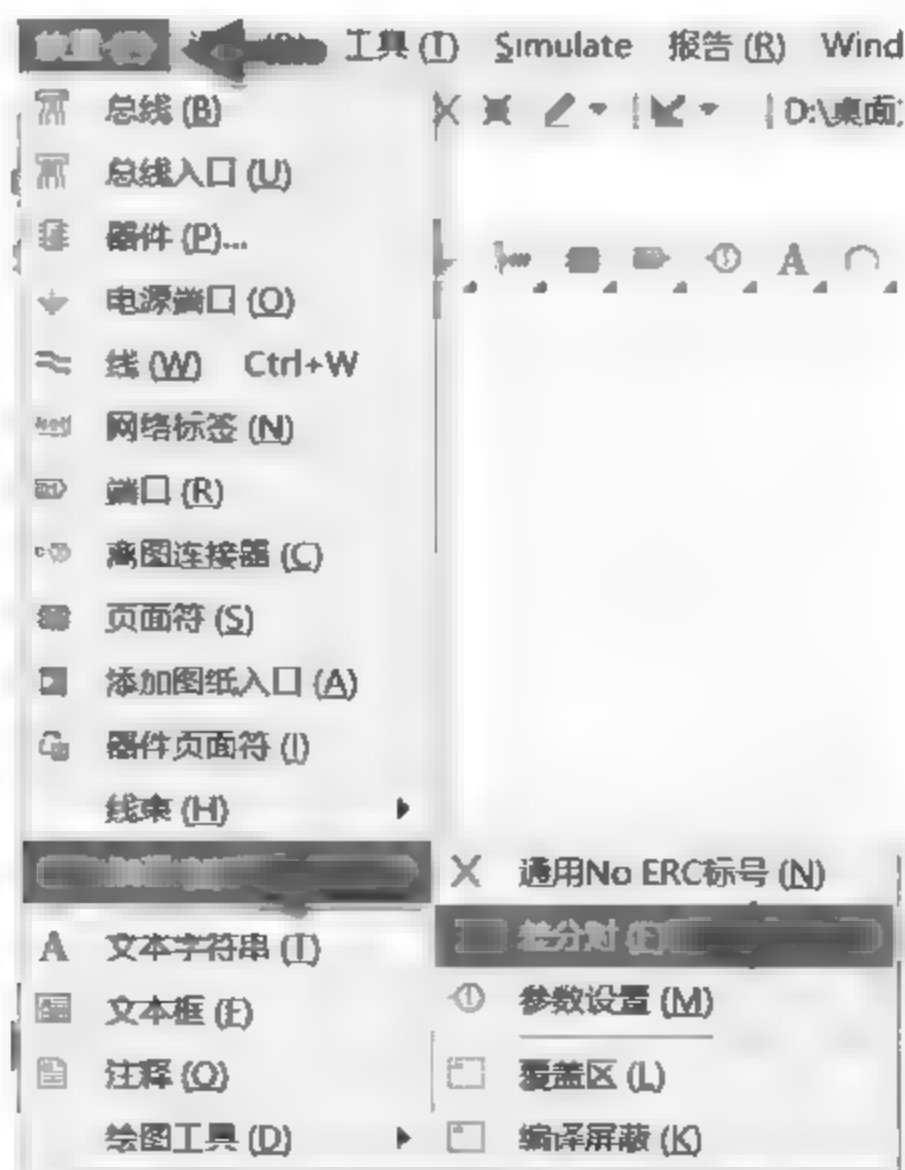 工具 (T) Simulate 报告 (R) Wind
总线 (B)
D:\桌面
总线入口 (U)
器件 (P)...
A
电源端口 (O)
线 (W) Ctrl+W
网络标签 (N)
端口 (R)
离图连接器 (C)
页面符 (S)
添加图纸入口 (A)
器件页面符 (I)
线束 (H)
通用No ERC标号 (N)
差分对 (F)
A 文本字符串 (T)
参数设置 (M)
文本框 (F)
注释 (O)
覆盖区 (L)
绘图工具 (D)
编译屏蔽 (K)